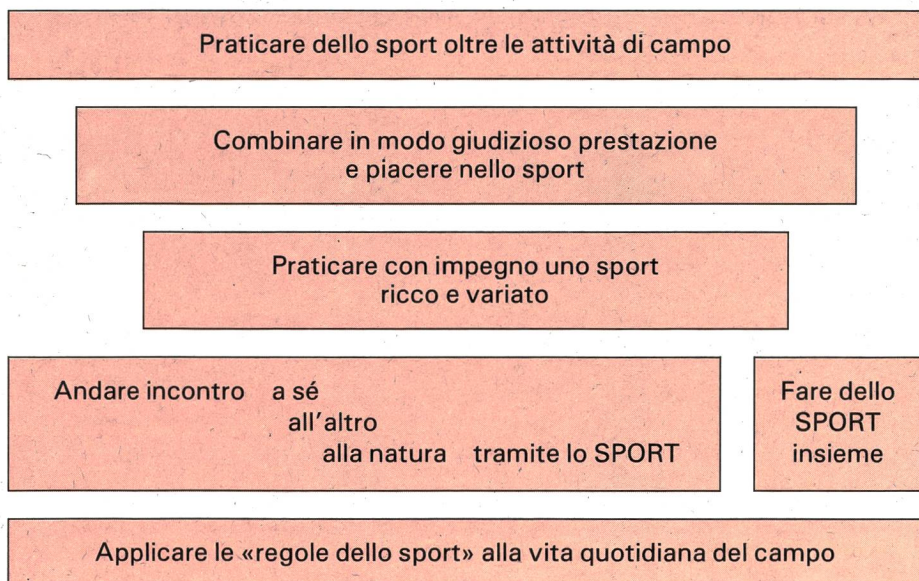 Praticare dello sport oltre le attività di campo
Combinare in modo giudizioso prestazione
e piacere nello sport
Praticare con impegno uno sport
ricco e variato
Andare incontro a sé
all'altro
alla natura tramite lo SPORT
Fare dello
SPORT
insieme
Applicare le «regole dello sport» alla vita quotidiana del campo